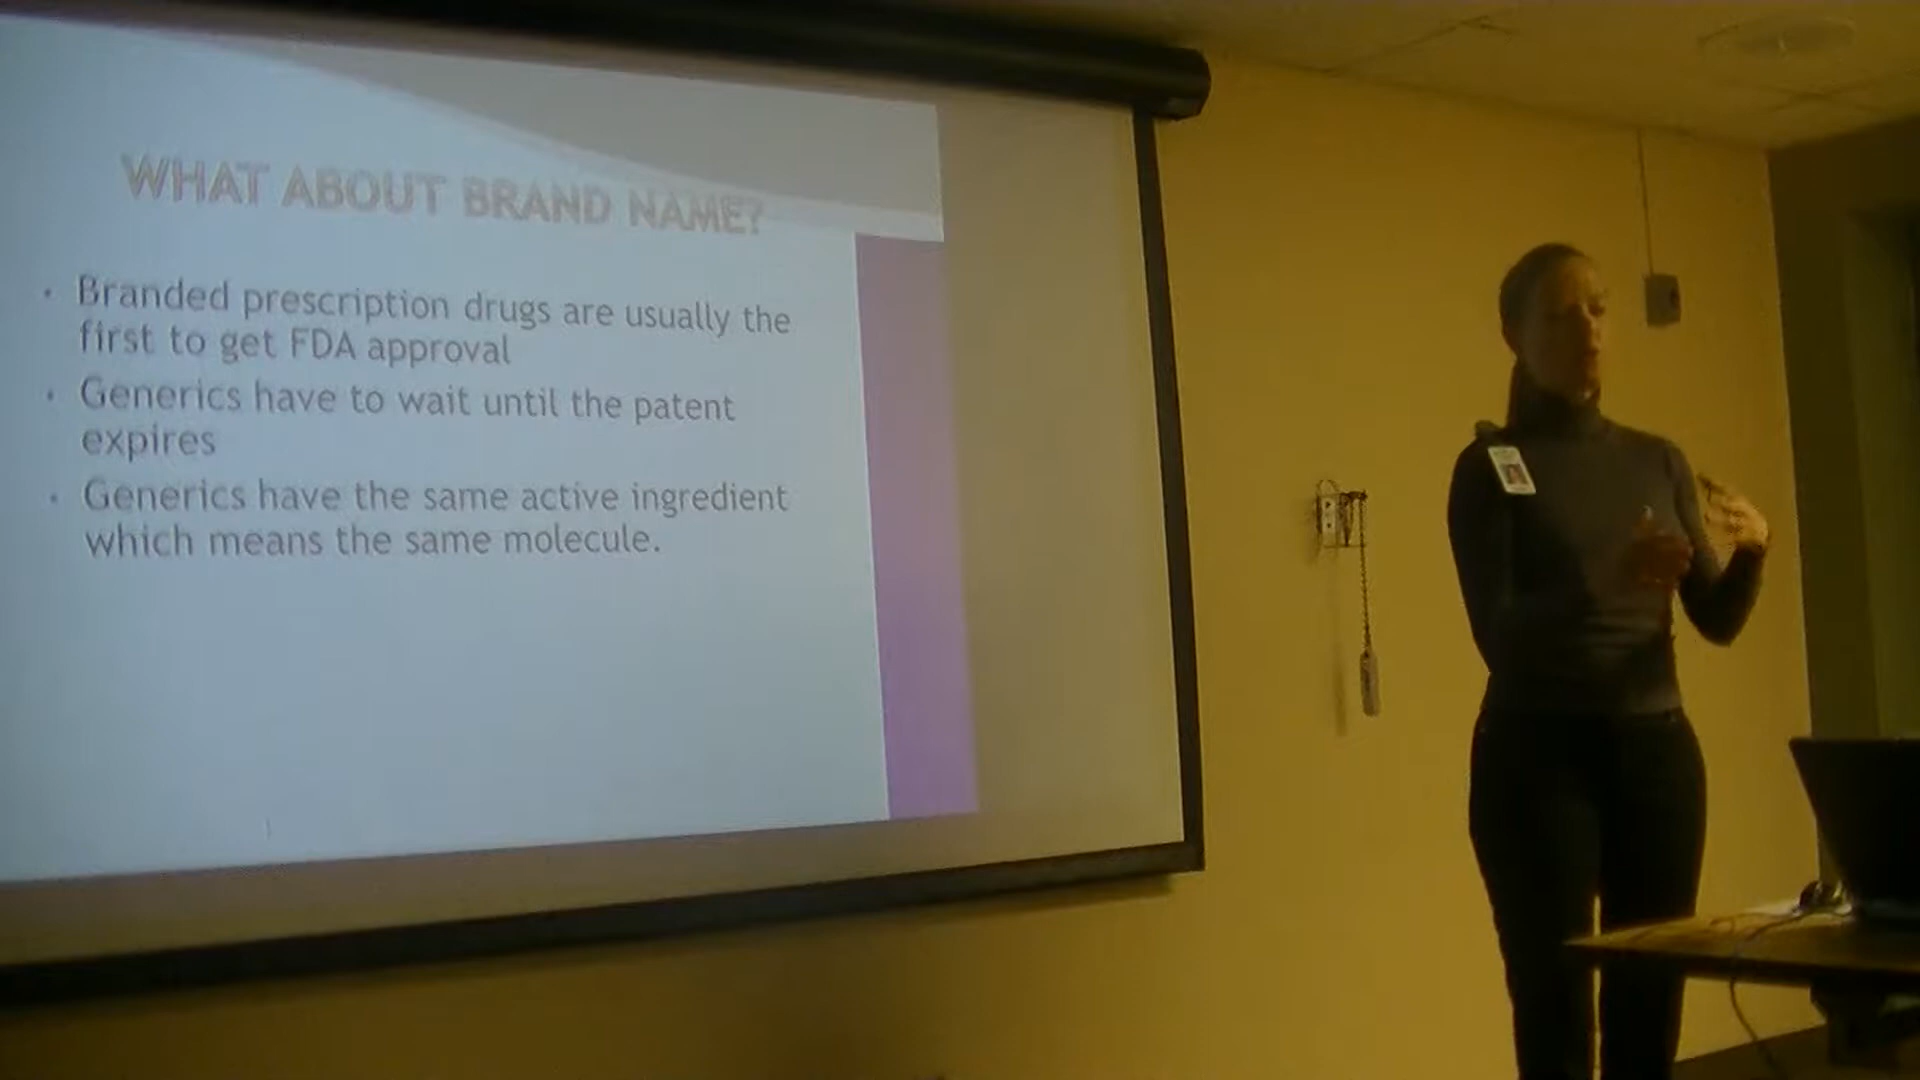 WHAT ABOUT BRAND NAME?
• Branded prescription drugs are usually the
first to get FDA approval
• Generics have to wait until the patent
expires
• Generics have the same active ingredient
which means the same molecule.